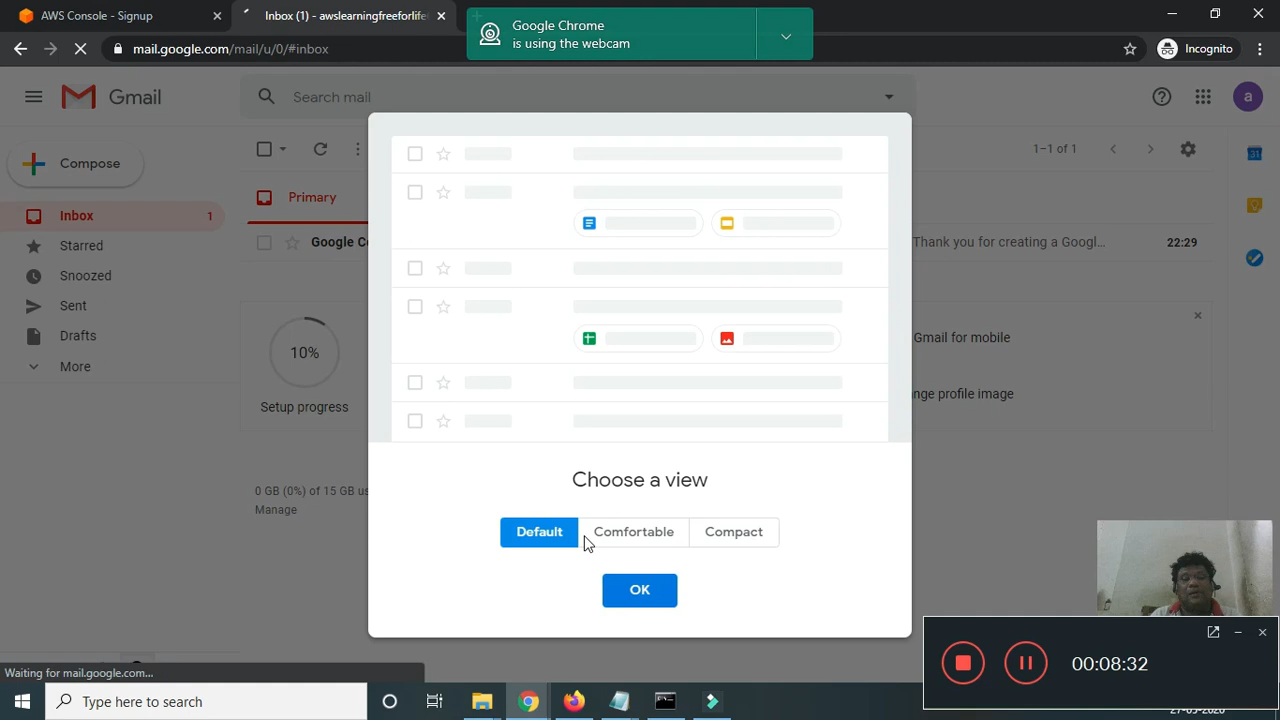 AWS Console - Signup
Inbox (1) - awslearningfreeforlifes
Google Chrome
is using the webcam
mail.google.com/mail/u/0/#inbox
Incognito
Gmail
Search mail
a
Compose
1–1 of 1
Primary
Inbox
1
Google Co
Thank you for creating a Googl...
22:29
Starred
Snoozed
Sent
Drafts
More
10%
Setup progress
Gmail for mobile
nge profile image
0 GB (0%) of 15 GB us
Manage
Choose a view
Default
Comfortable
Compact
OK
00:08:32
Waiting for mail.google.com...
Type here to search